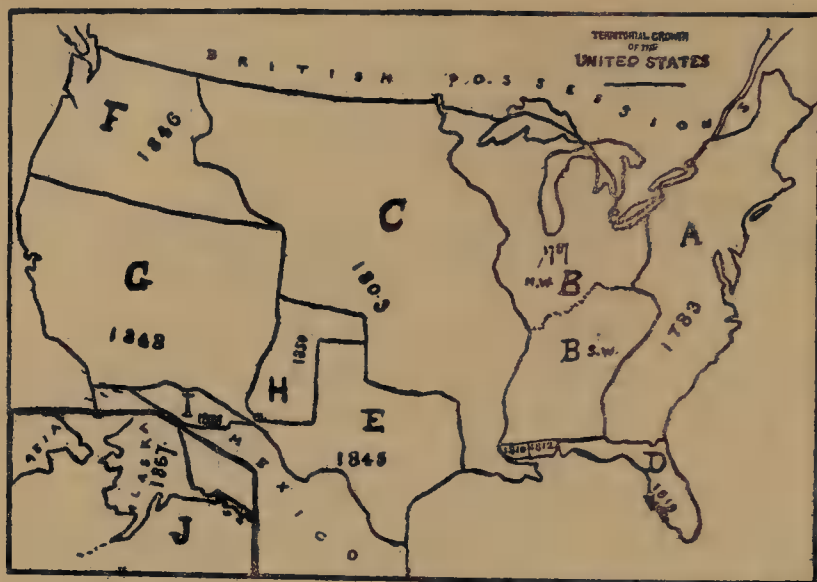 TERRITORIAL GROWTH
OF THE
UNITED STATES
BRITISH POSSESSIONS
F
1846
C
1803
A
1783
1787
N.W. B
B S.W.
G
1848
H
1850
I
E
1845
1810 1812
D
1819
MEXICO
ALASKA
1867
J